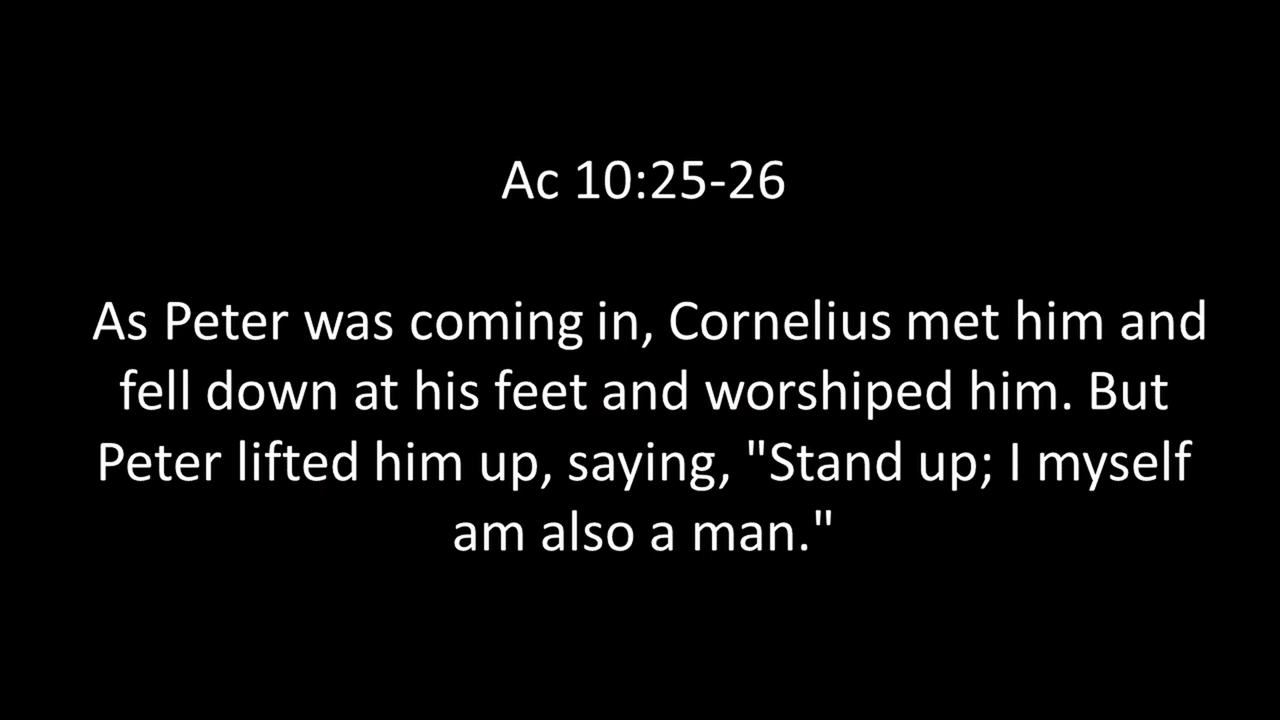 Ac 10:25-26
As Peter was coming in, Cornelius met him and
fell down at his feet and worshiped him. But
Peter lifted him up, saying, "Stand up; I myself
am also a man."